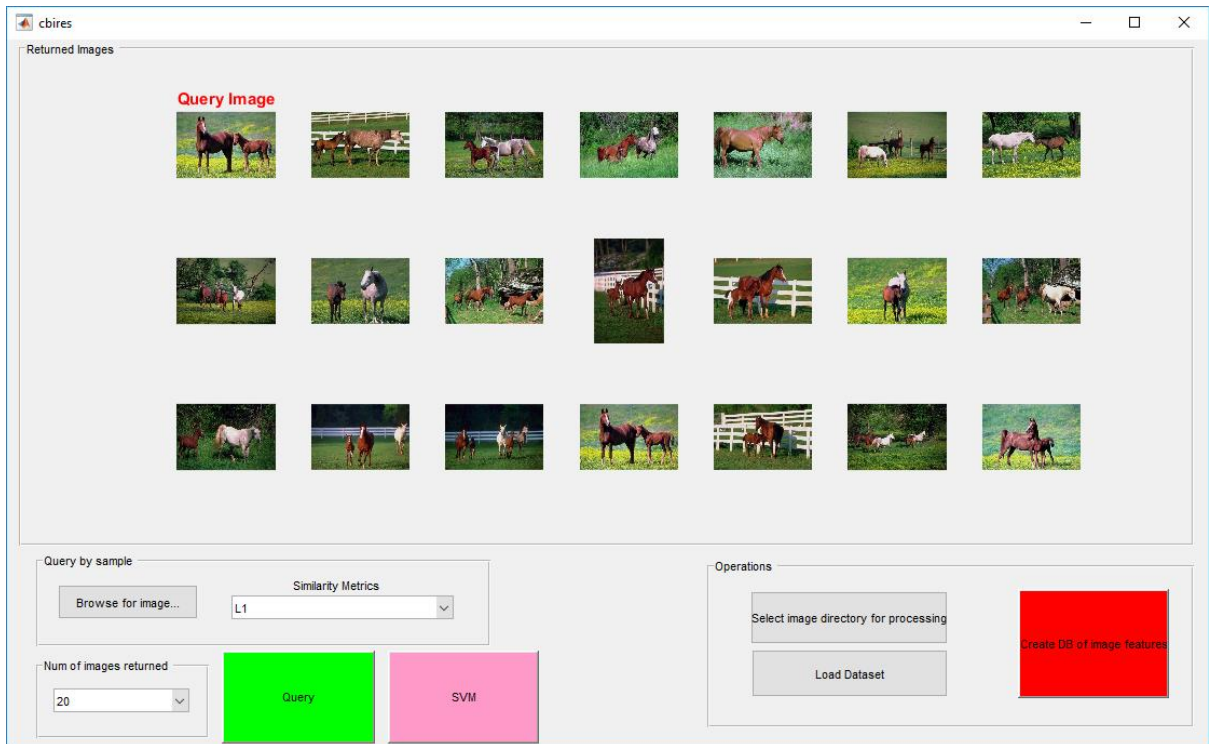 cbires
Returned Images
Query Image
Query by sample
Browse for image...
Similarity Metrics
L1
Num of images returned
20
Query
SVM
Operations
Select image directory for processing
Load Dataset
Create DB of image features